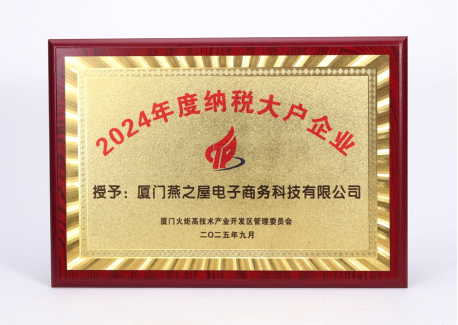 2024年度纳税大户企业
授予：厦门燕之屋电子商务科技有限公司
厦门火炬高技术产业开发区管理委员会
二〇二五年九月